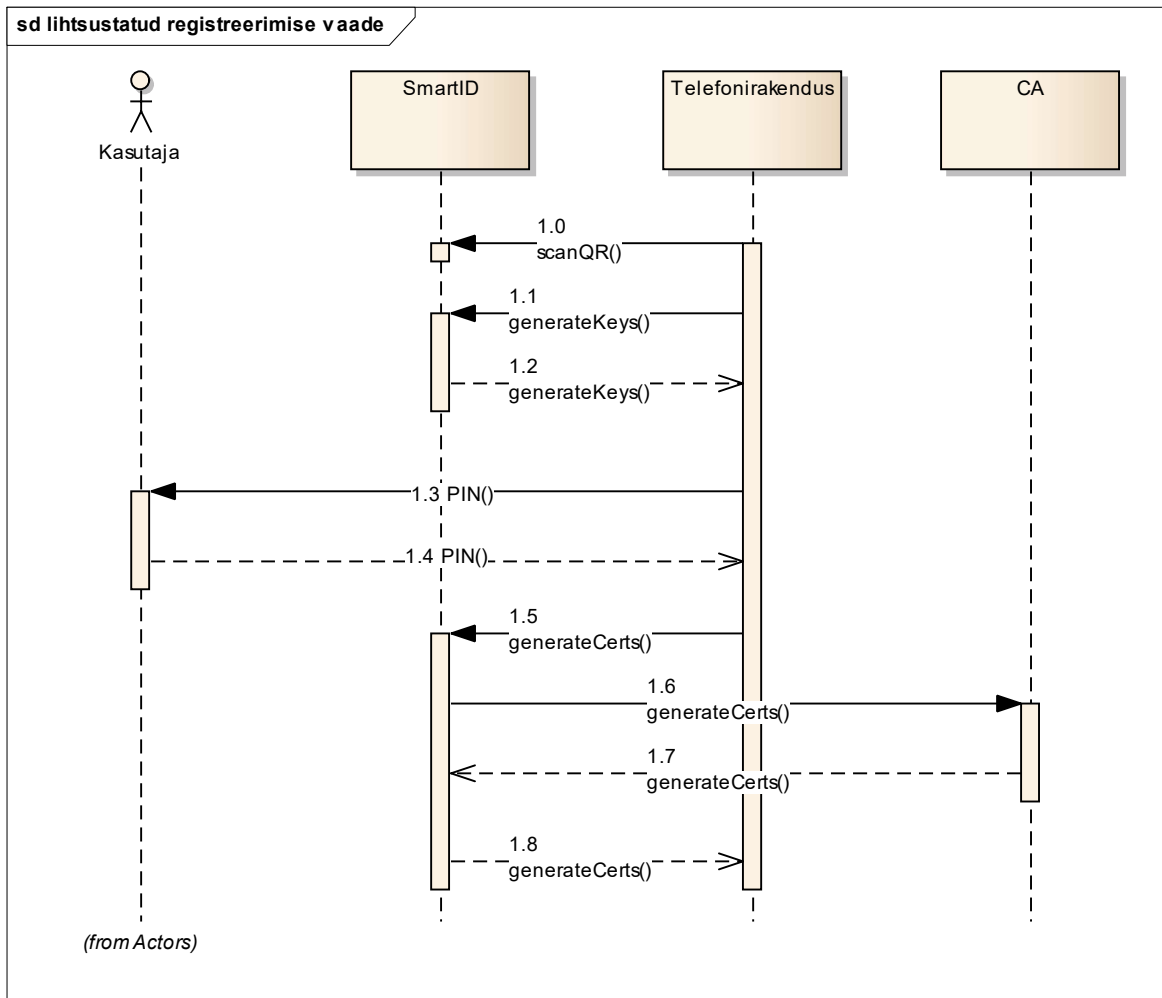 sd lihtsustatud registreerimise vaade
Kasutaja
SmartID
Telefonirakendus
CA
1.0
scanQR()
1.1
generateKeys()
1.2
generateKeys()
1.3 PIN()
1.4 PIN()
1.5
generateCerts()
1.6
generateCerts()
1.7
generateCerts()
1.8
generateCerts()
(from Actors)